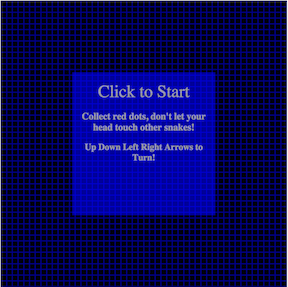 Click to Start
Collect red dots, don't let your
head touch other snakes!
Up Down Left Right Arrows to
Turn!